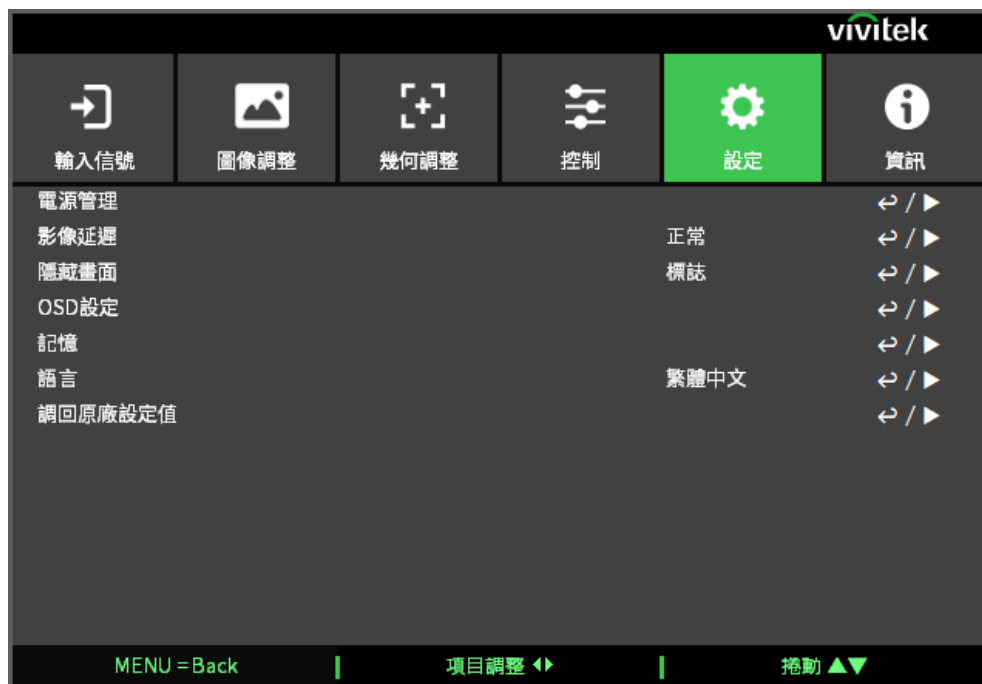 vivitek
輸入信號 圖像調整 幾何調整 控制 設定 資訊
電源管理 /
影像延遲 正常 /
隱藏畫面 標誌 /
OSD設定 /
記憶 /
語言 繁體中文 /
調回原廠設定值 /
MENU =Back 項目調整 捲動